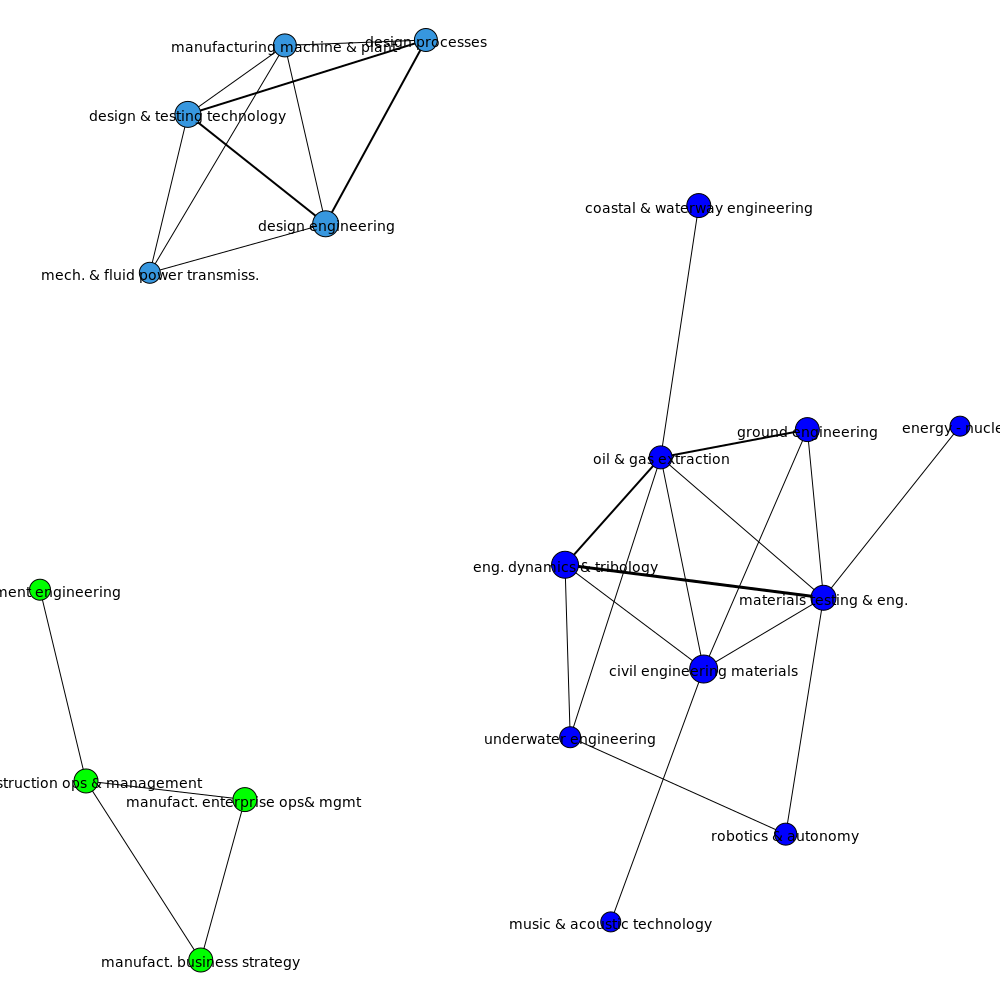 design processes
manufacturing machine & plant
design & testing technology
coastal & waterway engineering
design engineering
mech. & fluid power transmiss.
energy - nucle
ground engineering
oil & gas extraction
eng. dynamics & tribology
ment engineering
materials testing & eng.
civil engineering materials
underwater engineering
struction ops & management
manufact. enterprise ops& mgmt
robotics & autonomy
music & acoustic technology
manufact. business strategy